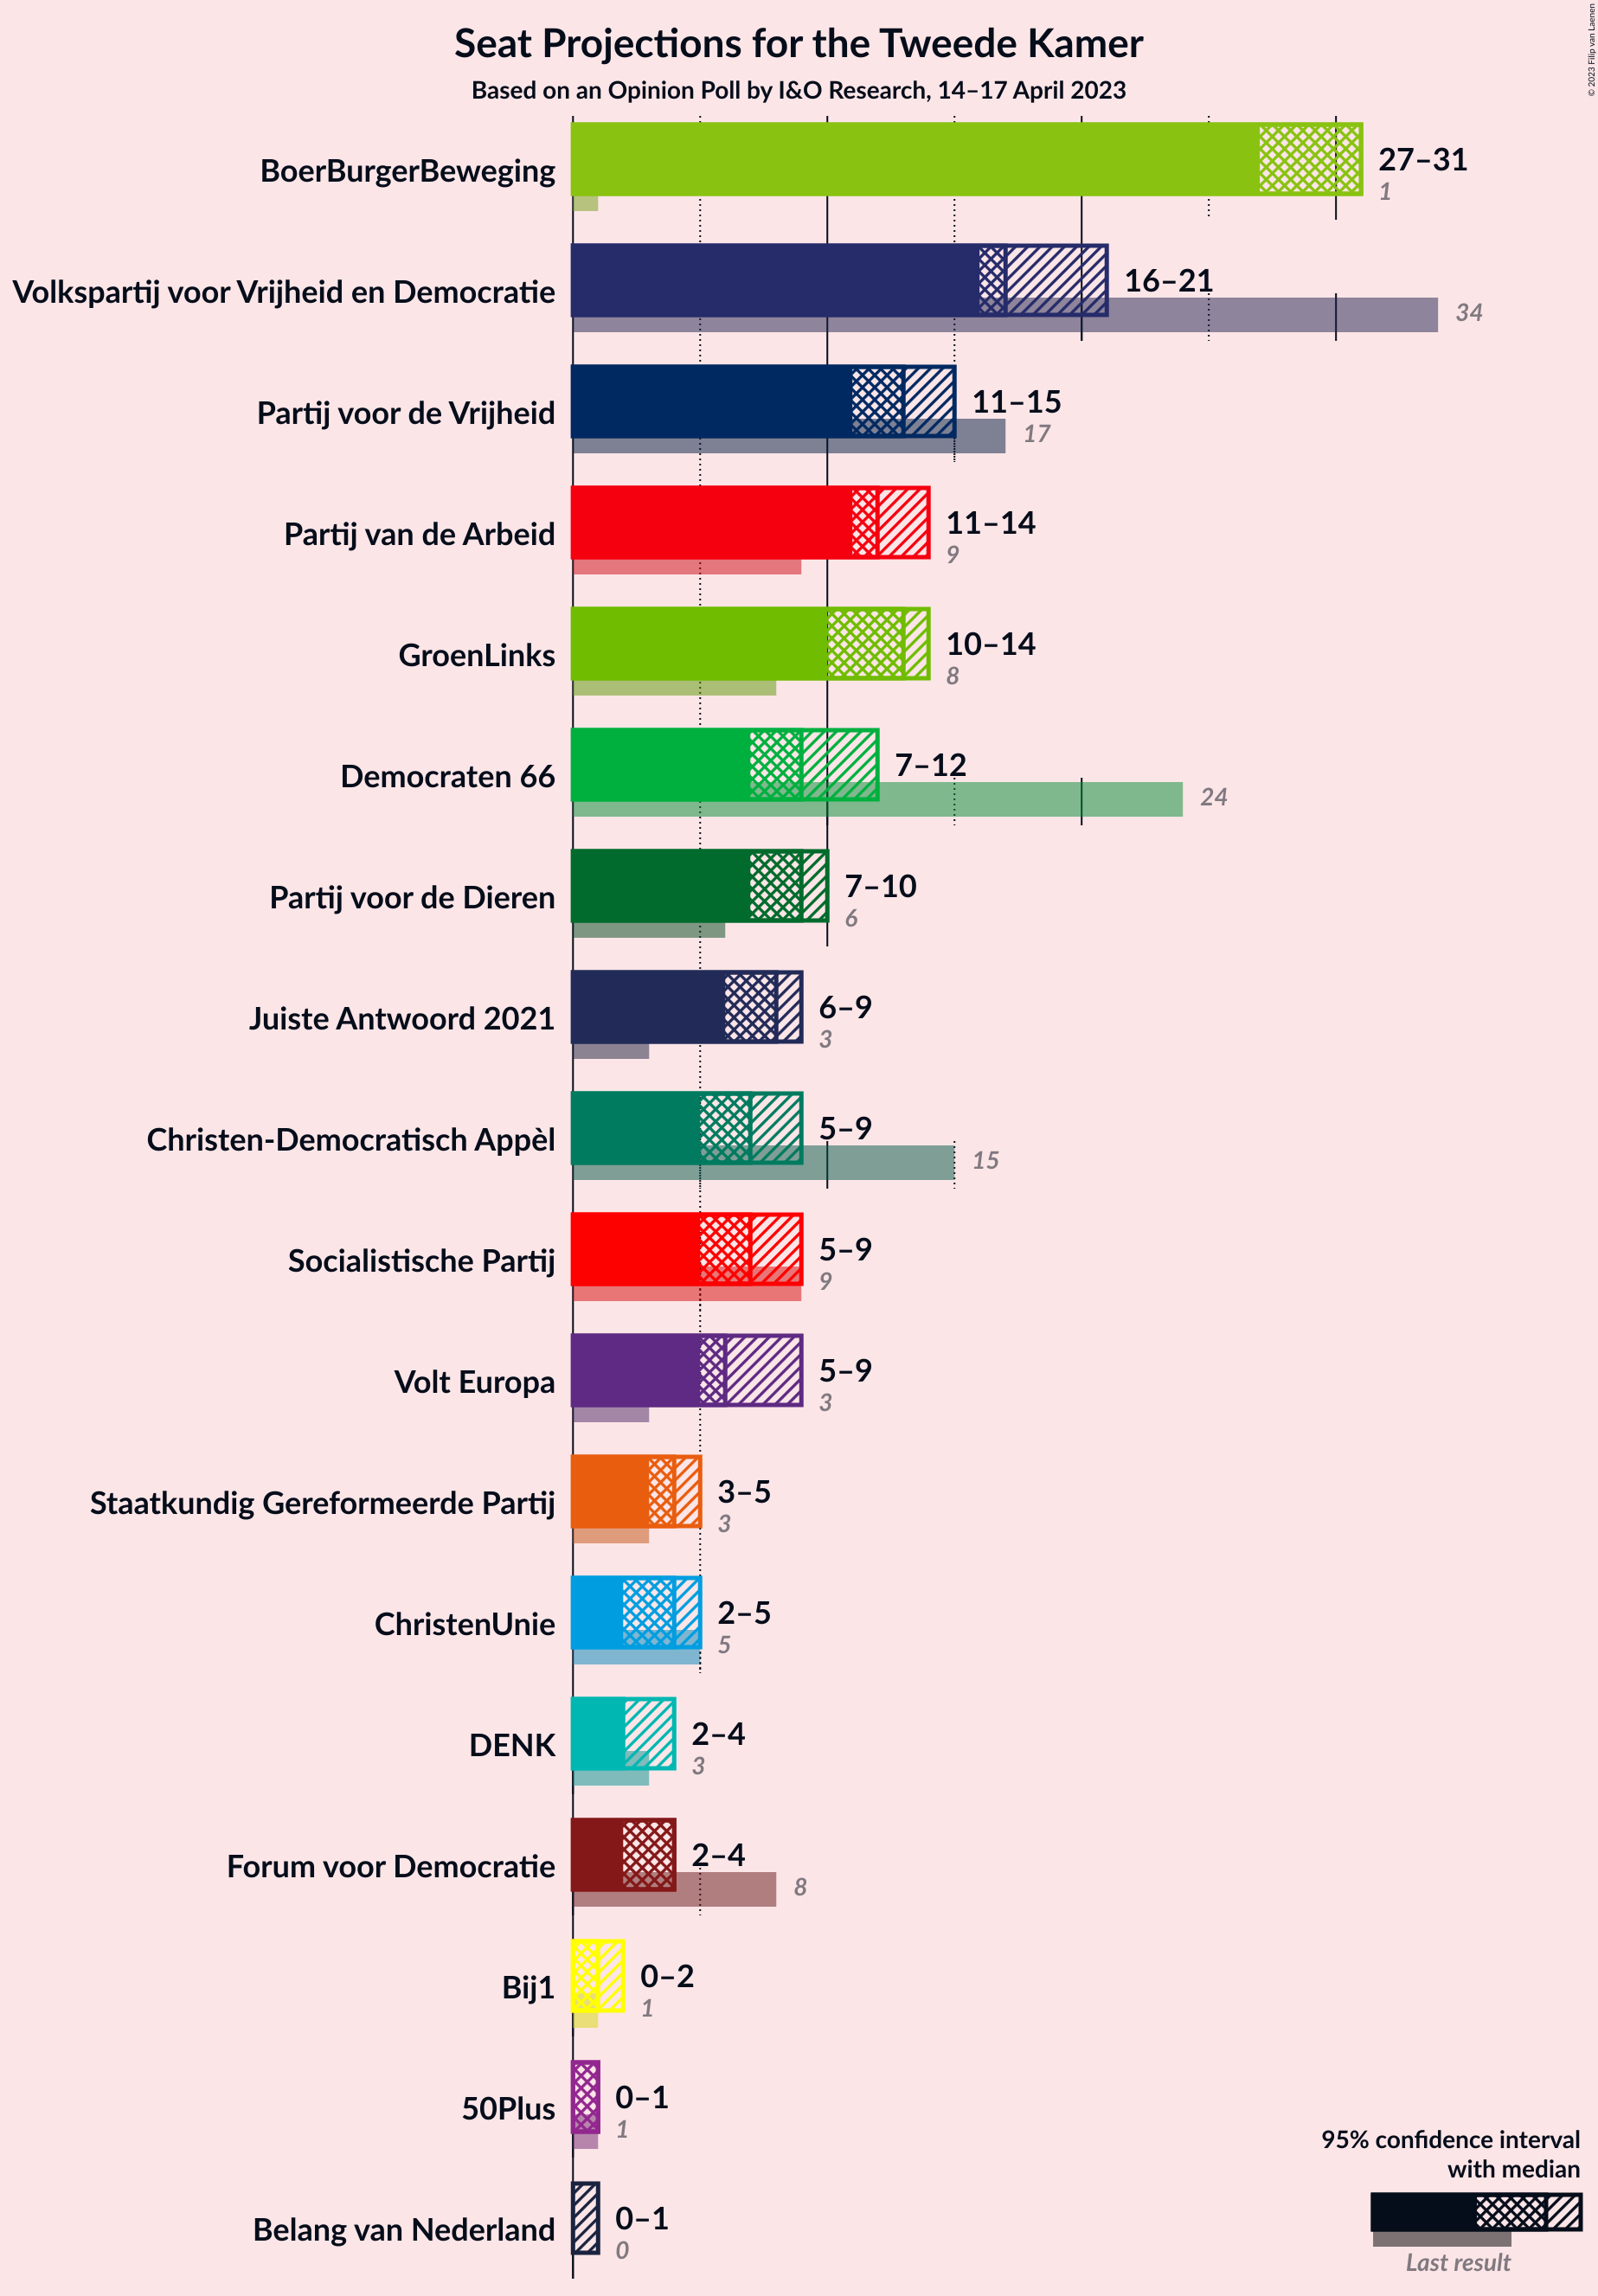 Seat Projections for the Tweede Kamer
Based on an Opinion Poll by I&O Research, 14–17 April 2023
© 2023 Filip van Laenen
BoerBurgerBeweging
27–31
1
Volkspartij voor Vrijheid en Democratie
16–21
34
Partij voor de Vrijheid
11–15
17
Partij van de Arbeid
11–14
9
GroenLinks
10–14
8
Democraten 66
7–12
24
Partij voor de Dieren
7–10
6
Juiste Antwoord 2021
6–9
3
Christen-Democratisch Appèl
5–9
15
Socialistische Partij
5–9
9
Volt Europa
5–9
3
Staatkundig Gereformeerde Partij
3–5
3
ChristenUnie
2–5
5
DENK
2–4
3
Forum voor Democratie
2–4
8
Bij1
0–2
1
50Plus
0–1
1
Belang van Nederland
0–1
0
95% confidence interval
with median
Last result